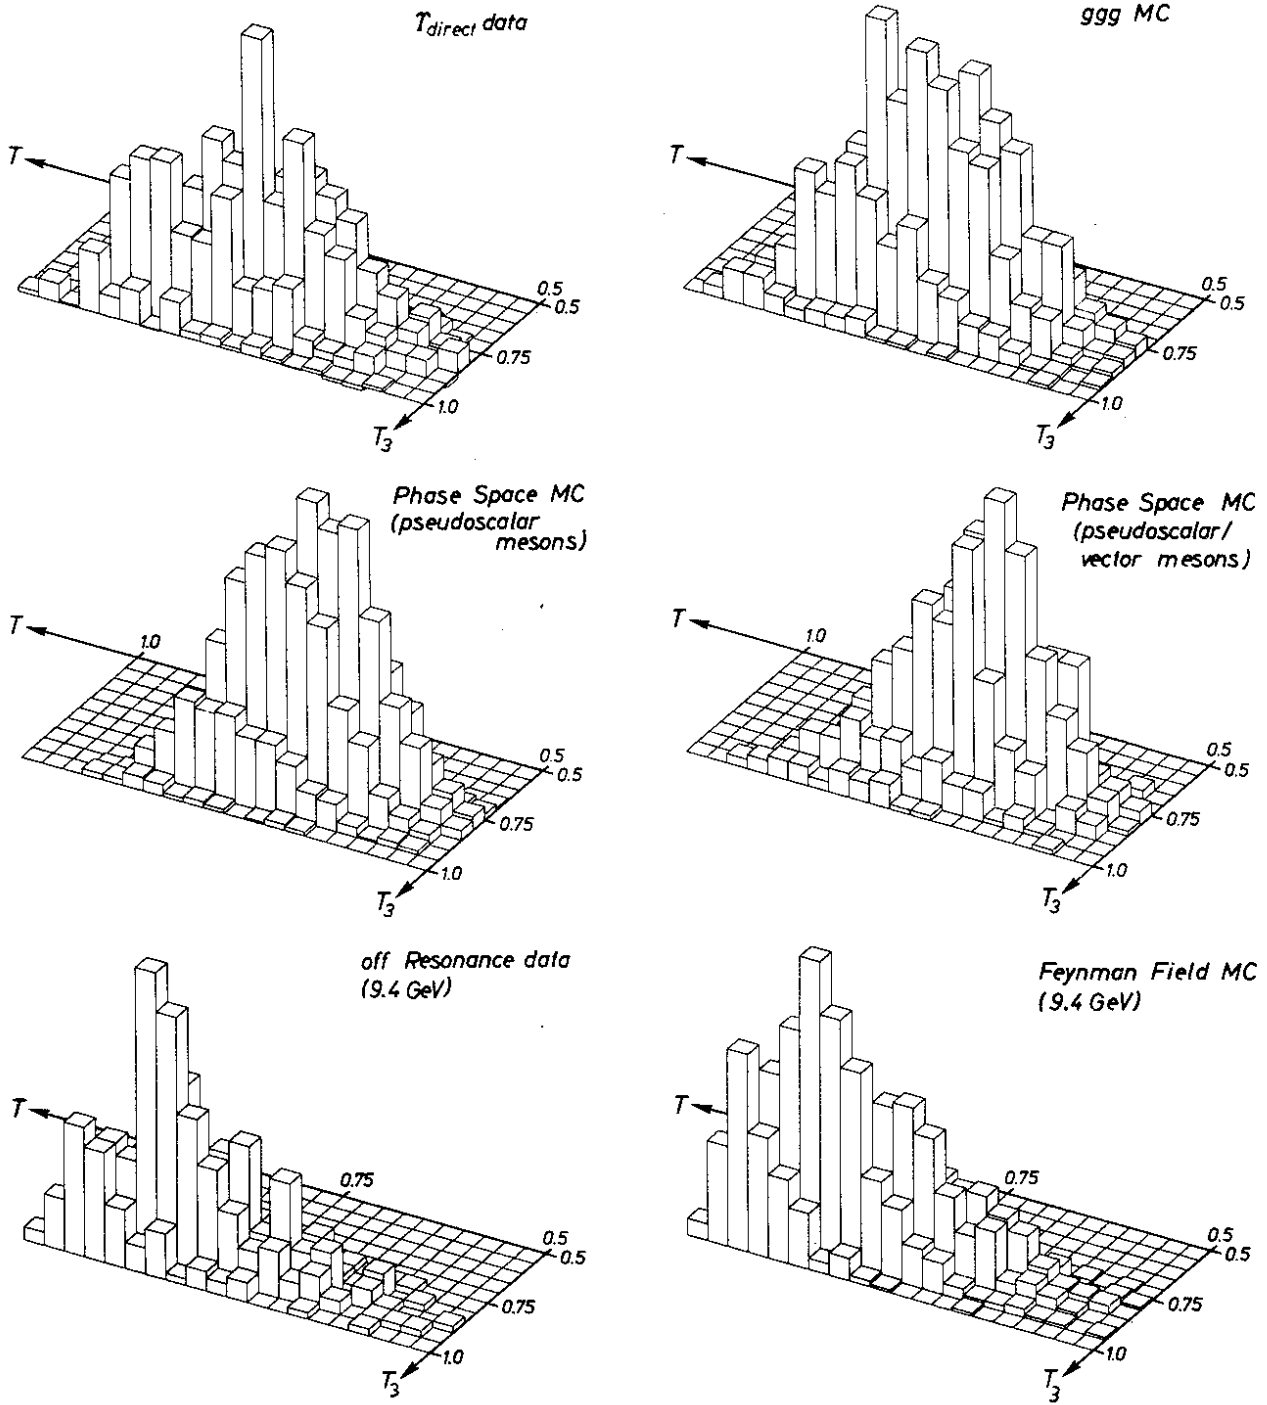 ϒdirect data
T
0.5
0.5
0.75
1.0
T3
ggg MC
T
0.5
0.5
0.75
1.0
T3
Phase Space MC
(pseudoscalar
mesons)
T
1.0
0.5
0.5
0.75
1.0
T3
Phase Space MC
(pseudoscalar/
vector mesons)
T
1.0
0.5
0.5
0.75
1.0
T3
off Resonance data
(9.4 GeV)
T
0.75
0.5
0.5
0.75
1.0
T3
Feynman Field MC
(9.4 GeV)
T
0.75
0.5
0.5
0.75
1.0
T3